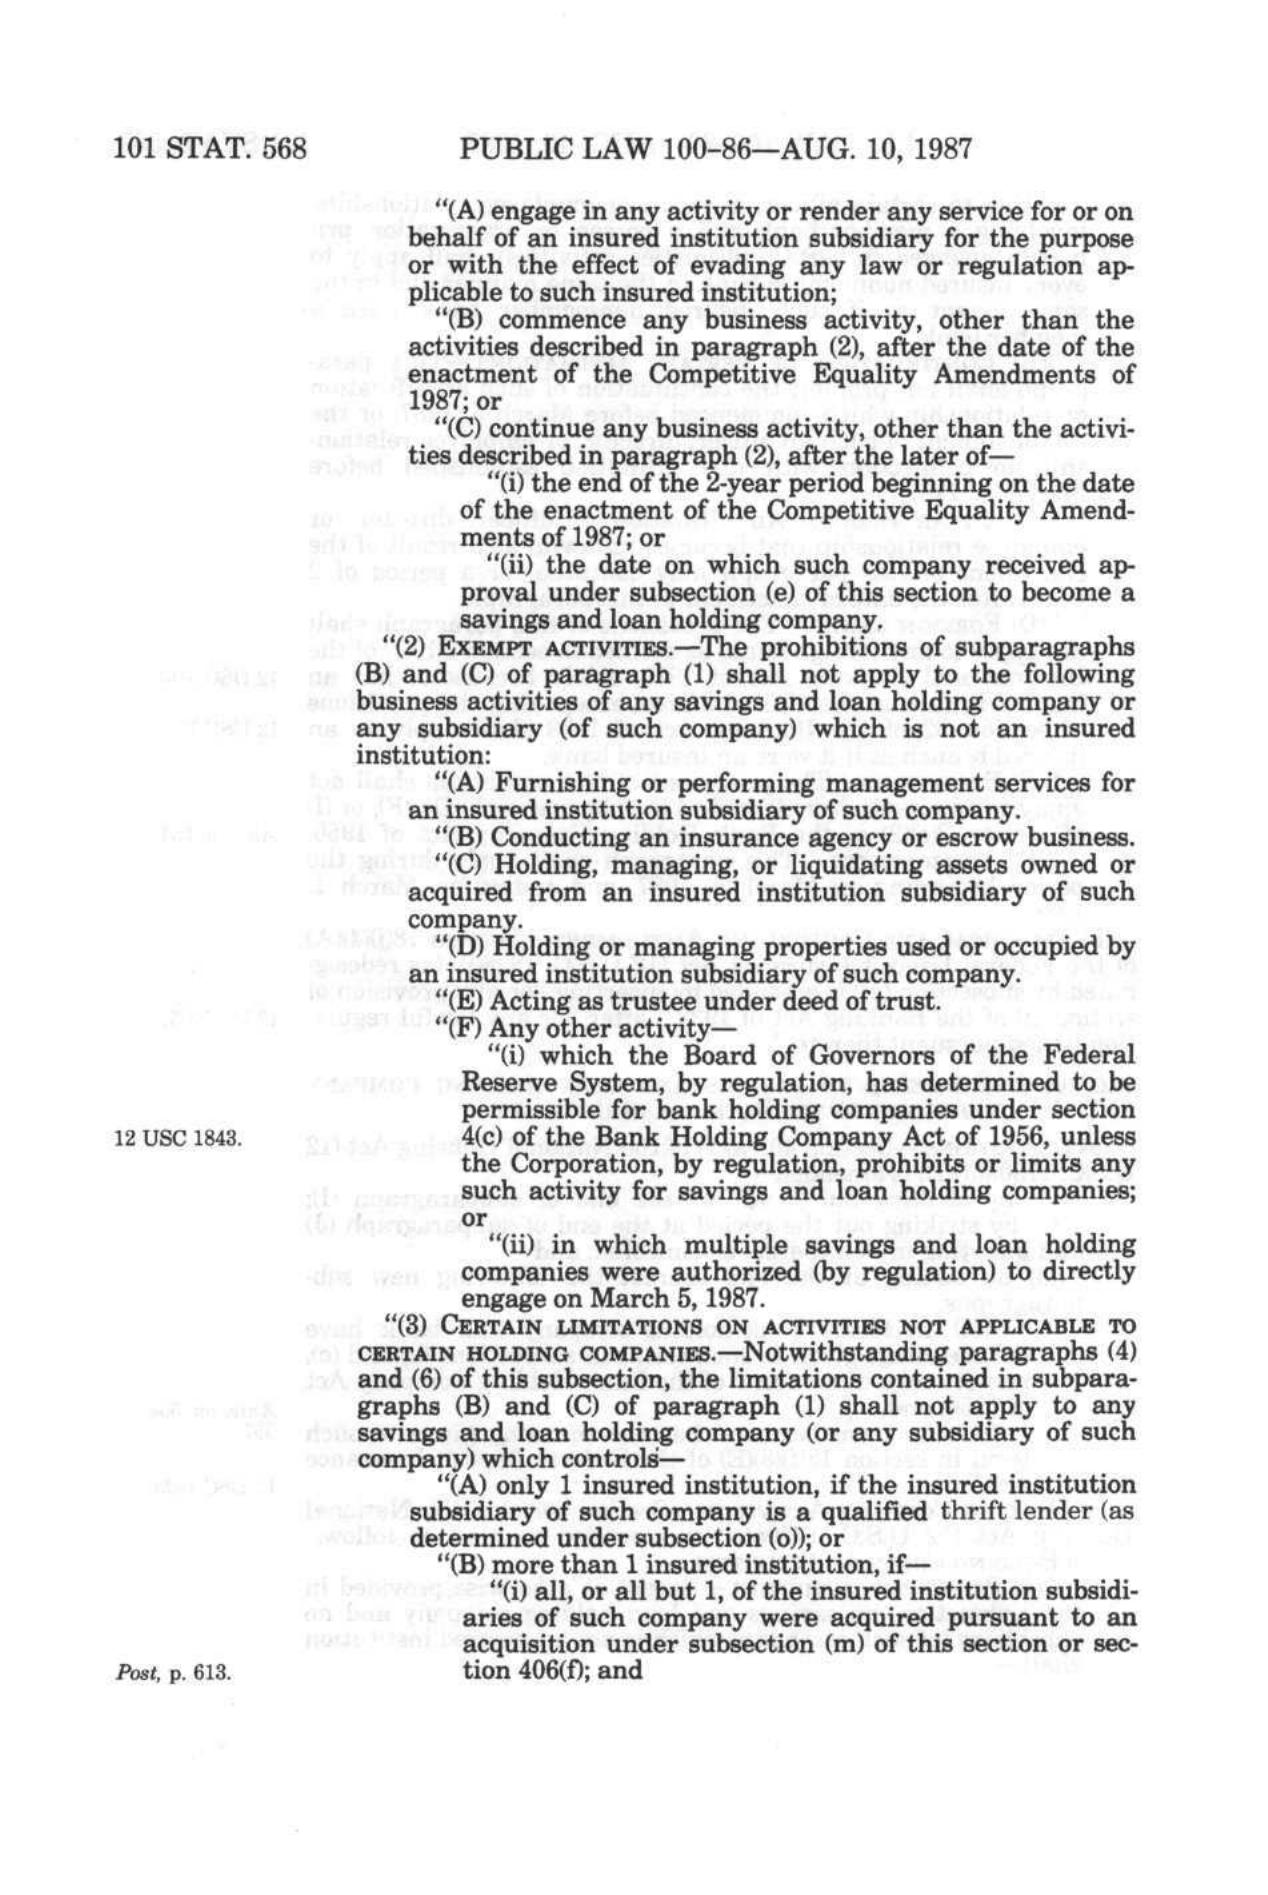 101 STAT. 568 PUBLIC LAW 100-86—AUG. 10, 1987
"(A) engage in any activity or render any service for or on
behalf of an insured institution subsidiary for the purpose
or with the effect of evading any law or regulation ap-
plicable to such insured institution;
"(B) commence any business activity, other than the
activities described in paragraph (2), after the date of the
enactment of the Competitive Equality Amendments of
1987; or
"(C) continue any business activity, other than the activi-
ties described in paragraph (2), after the later of—
"(i) the end of the 2-year period beginning on the date
of the enactment of the Competitive Equality Amend-
ments of 1987; or
"(ii) the date on which such company received ap-
proval under subsection (e) of this section to become a
savings and loan holding company.
"(2) EXEMPT ACTIVITIES.—The prohibitions of subparagraphs
(B) and (C) of paragraph (1) shall not apply to the following
business activities of any savings and loan holding company or
any subsidiary (of such company) which is not an insured
institution:
"(A) Furnishing or performing management services for
an insured institution subsidiary of such company.
"(B) Conducting an insurance agency or escrow business.
"(C) Holding, managing, or liquidating assets owned or
acquired from an insured institution subsidiary of such
company.
"(D) Holding or managing properties used or occupied by
an insured institution subsidiary of such company.
"(E) Acting as trustee under deed of trust.
"(F) Any other activity—
"(i) which the Board of Governors of the Federal
Reserve System, by regulation, has determined to be
permissible for bank holding companies under section
12 USC 1843. 4(c) of the Bank Holding Company Act of 1956, unless
the Corporation, by regulation, prohibits or limits any
such activity for savings and loan holding companies;
or
"(ii) in which multiple savings and loan holding
companies were authorized (by regulation) to directly
engage on March 5, 1987.
"(3) CERTAIN LIMITATIONS ON ACTIVITIES NOT APPLICABLE TO
CERTAIN HOLDING COMPANIES.—Notwithstanding paragraphs (4)
and (6) of this subsection, the limitations contained in subpara-
graphs (B) and (C) of paragraph (1) shall not apply to any
savings and loan holding company (or any subsidiary of such
company) which controls—
"(A) only 1 insured institution, if the insured institution
subsidiary of such company is a qualified thrift lender (as
determined under subsection (o)); or
"(B) more than 1 insured institution, if—
"(i) all, or all but 1, of the insured institution subsidi-
aries of such company were acquired pursuant to an
acquisition under subsection (m) of this section or sec-
Post, p. 613. tion 406(f); and